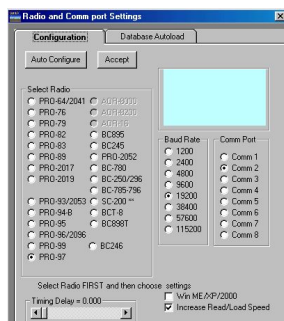 Radio and Comm port Settings
Configuration
Database Autoload
Auto Configure
Accept
Select Radio
PRO-64/2041
PRO-76
PRO-79
PRO-82 BC895
PRO-83 BC245
PRO-89 PRO-2052
PRO-2017 BC-780
PRO-2019 BC-250/296
BC-785-796
PRO-93/2053 SC-200 **
PRO-94-B BCT-8
PRO-95 BC898T
PRO-96/2096
PRO-99 BC246
PRO-97
Baud Rate
1200
2400
4800
9600
19200
38400
57600
115200
Comm Port
Comm 1
Comm 2
Comm 3
Comm 4
Comm 5
Comm 6
Comm 7
Comm 8
Select Radio FIRST and then choose settings
Timing Delay = 0.000
Win ME/XP/2000
Increase Read/Load Speed